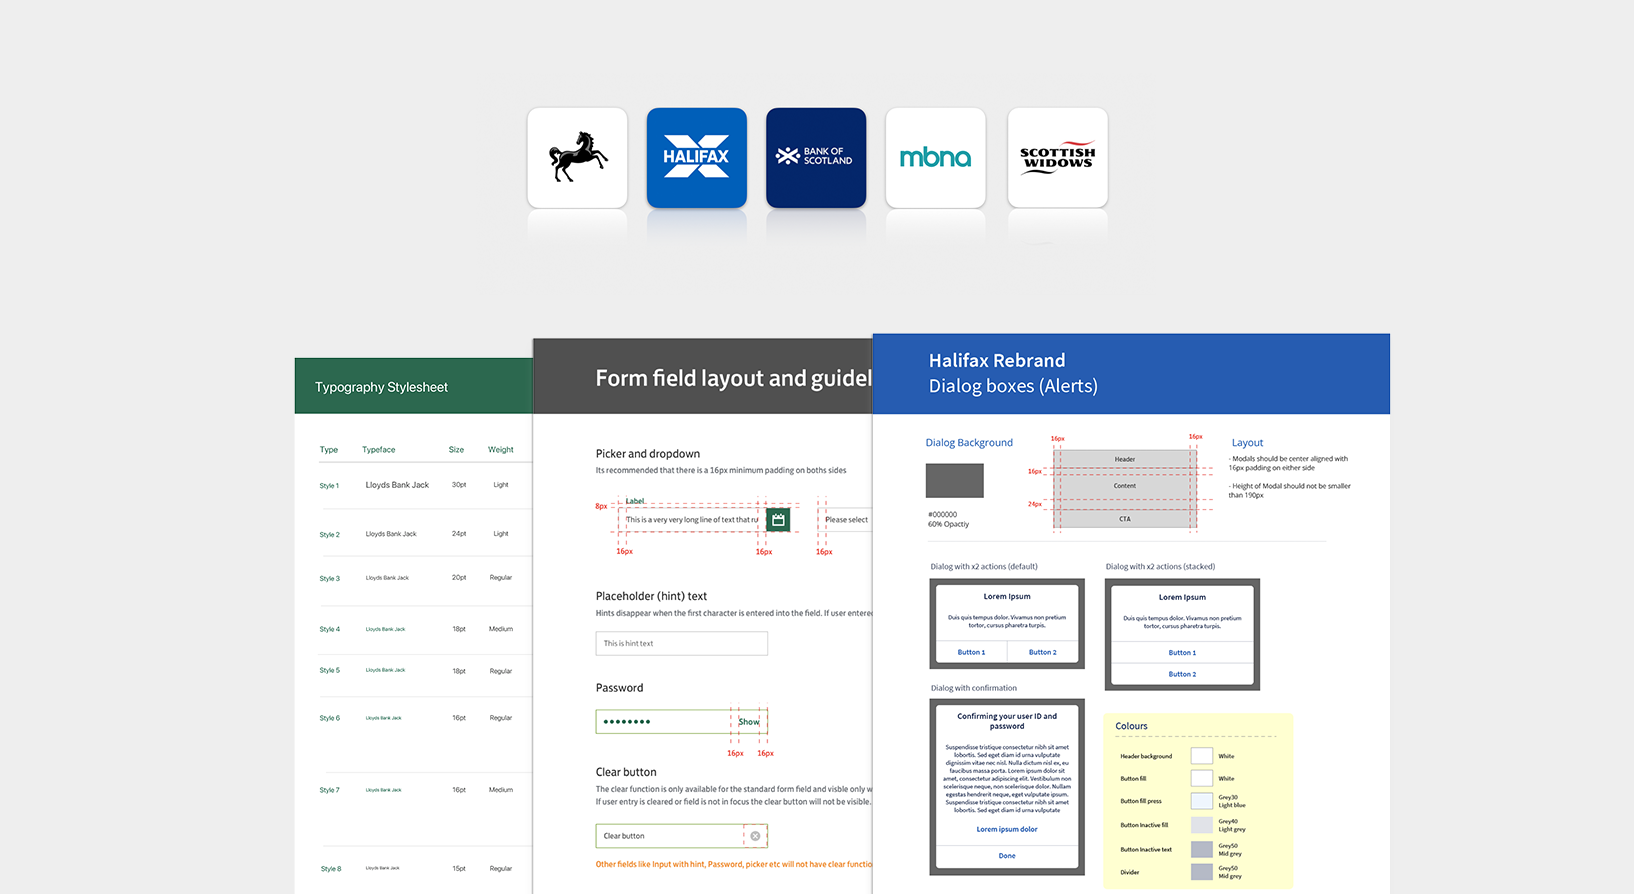 HALIFAX
BANK OF
SCOTLAND
mbna
SCOTTISH
WIDOWS
Typography Stylesheet
Type Typeface Size Weight
Style 1 Lloyds Bank Jack 30pt Light
Style 2 Lloyds Bank Jack 24pt Light
Style 3 Lloyds Bank Jack 20pt Regular
Style 4 Lloyds Bank Jack 18pt Medium
Style 5 Lloyds Bank Jack 18pt Regular
Style 6 Lloyds Bank Jack 16pt Regular
Style 7 Lloyds Bank Jack 16pt Medium
Style 8 Lloyds Bank Jack 15pt Regular
Form field layout and guidel
Picker and dropdown
Its recommended that there is a 16px minimum padding on boths sides
Label
8px
This is a very very long line of text that ru
Please select
16px 16px 16px
Placeholder (hint) text
Hints disappear when the first character is entered into the field. If user entere
This is hint text
Password
Show
16px 16px
Clear button
The clear function is only available for the standard form field and visble only w
If user entry is cleared or field is not in focus the clear button will not be visible.
Clear button
Other fields like Input with hint, Password, picker etc will not have clear functio
Halifax Rebrand
Dialog boxes (Alerts)
Dialog Background
#000000
60% Opactiy
16px 16px
16px
24px
Header
Content
CTA
Layout
- Modals should be center aligned with
16px padding on either side
- Height of Modal should not be smaller
than 190px
Dialog with x2 actions (default)
Lorem Ipsum
Duis quis tempus dolor. Vivamus non pretium
tortor, cursus pharetra turpis.
Button 1 Button 2
Dialog with x2 actions (stacked)
Lorem Ipsum
Duis quis tempus dolor. Vivamus non pretium
tortor, cursus pharetra turpis.
Button 1
Button 2
Dialog with confirmation
Confirming your user ID and
password
Suspendisse tristique consectetur nibh sit amet
lobortis. Sed eget diam id urna vulputate
dignissim vitae nec nisl. Nulla dictum nisl ex, eu
faucibus massa porta. Lorem ipsum dolor sit
amet, consectetur adipiscing elit. Vestibulum non
scelerisque neque, non scelerisque dolor. Nullam
egestas hendrerit neque, eget vulputate ipsum.
Suspendisse tristique consectetur nibh sit amet
lobortis. Sed eget diam id urna vulputate
Lorem ipsum dolor
Done
Colours
Header background White
Button fill White
Button fill press Grey30
Light blue
Button Inactive fill Grey40
Light grey
Button Inactive text Grey50
Mid grey
Divider Grey50
Mid grey